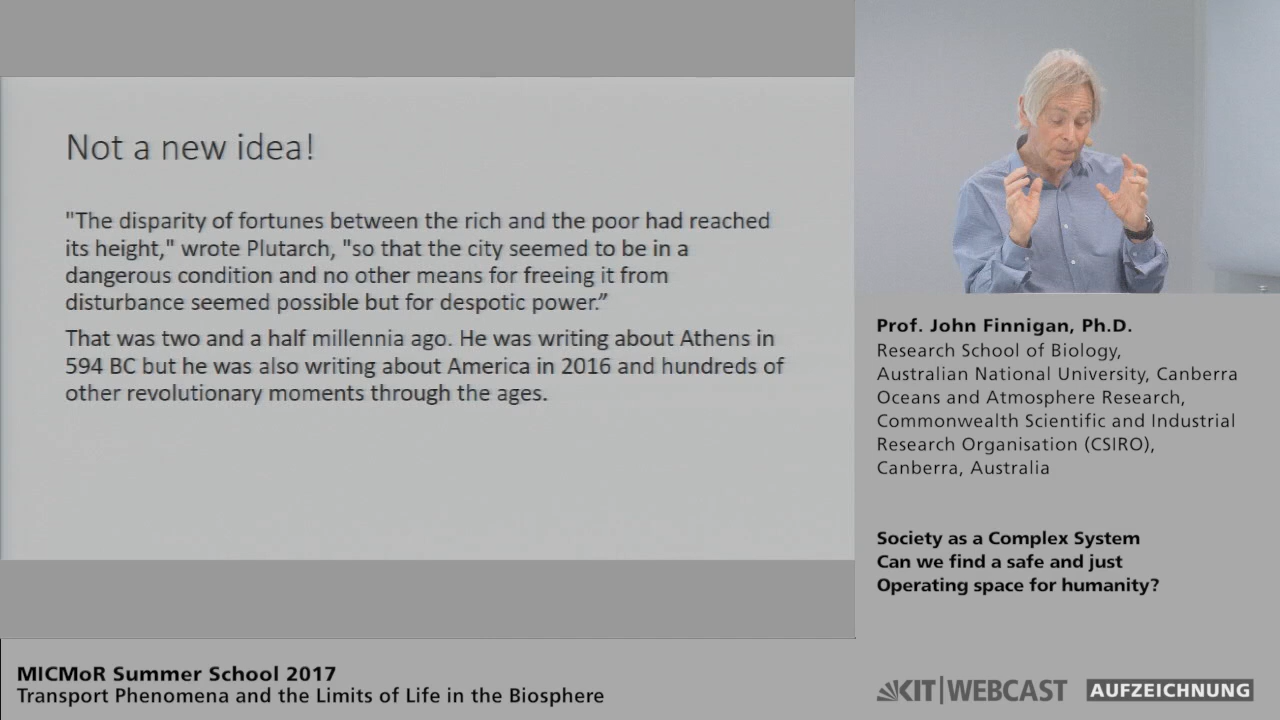 Not a new idea!
"The disparity of fortunes between the rich and the poor had reached
its height," wrote Plutarch, "so that the city seemed to be in a
dangerous condition and no other means for freeing it from
disturbance seemed possible but for despotic power.”
That was two and a half millennia ago. He was writing about Athens in
594 BC but he was also writing about America in 2016 and hundreds of
other revolutionary moments through the ages.
Prof. John Finnigan, Ph.D.
Research School of Biology,
Australian National University, Canberra
Oceans and Atmosphere Research,
Commonwealth Scientific and Industrial
Research Organisation (CSIRO),
Canberra, Australia
Society as a Complex System
Can we find a safe and just
Operating space for humanity?
MICMoR Summer School 2017
Transport Phenomena and the Limits of Life in the Biosphere
KIT|WEBCAST AUFZEICHNUNG